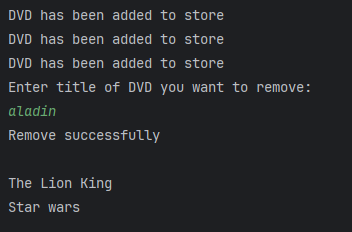 DVD has been added to store
DVD has been added to store
DVD has been added to store
Enter title of DVD you want to remove:
aladin
Remove successfully
The Lion King
Star wars